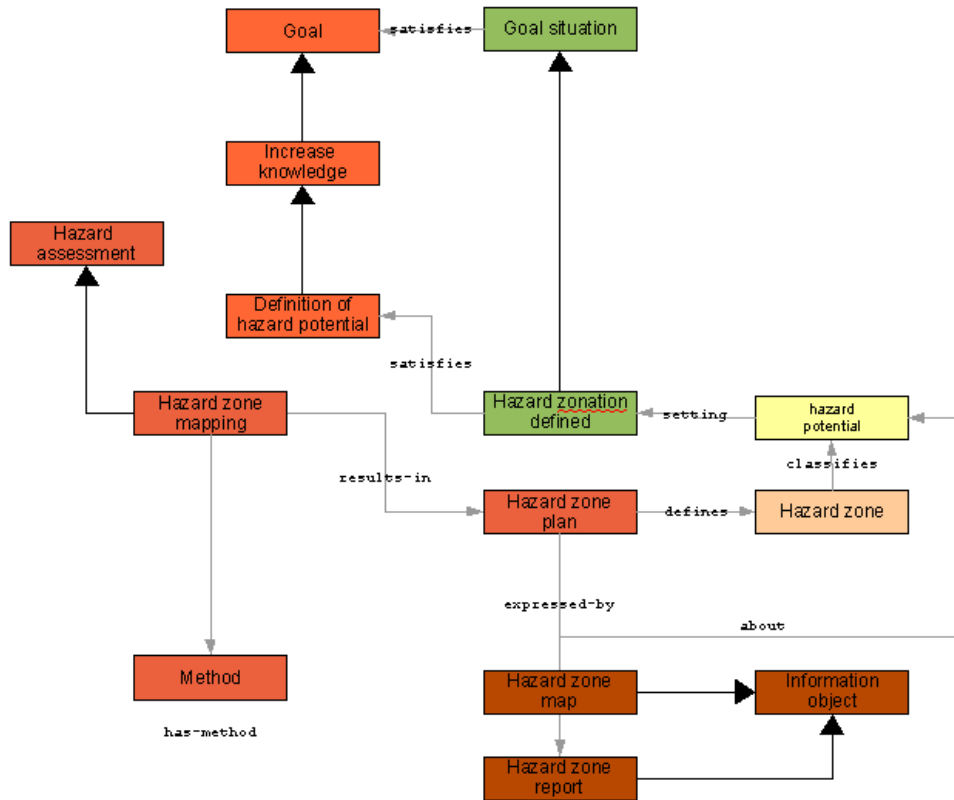 Goal
satisfies
Goal situation
Increase
knowledge
Hazard
assessment
Definition of
hazard potential
satisfies
Hazard zone
mapping
Hazard zonation
defined
setting
hazard
potential
classifies
results-in
Hazard zone
plan
defines
Hazard zone
expressed-by
about
Method
Hazard zone
map
Information
object
has-method
Hazard zone
report